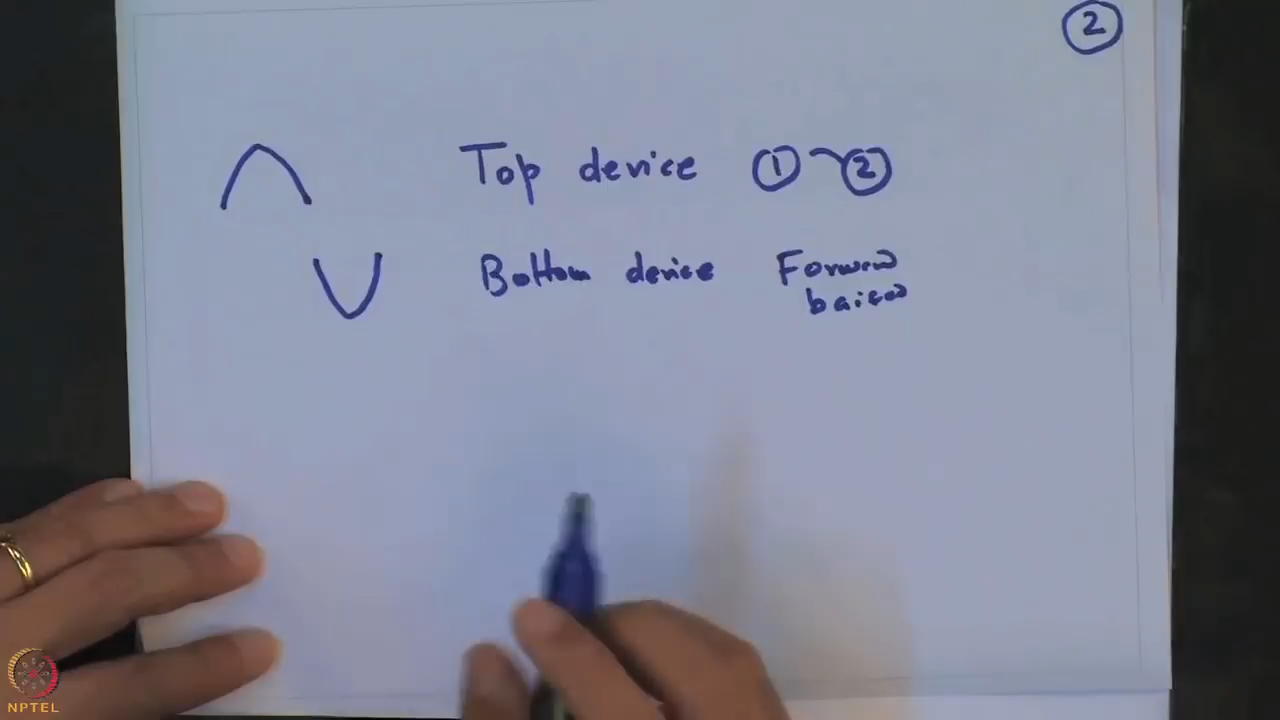 ②
Top device ① ②
Bottom device Forward
baised
NPTEL